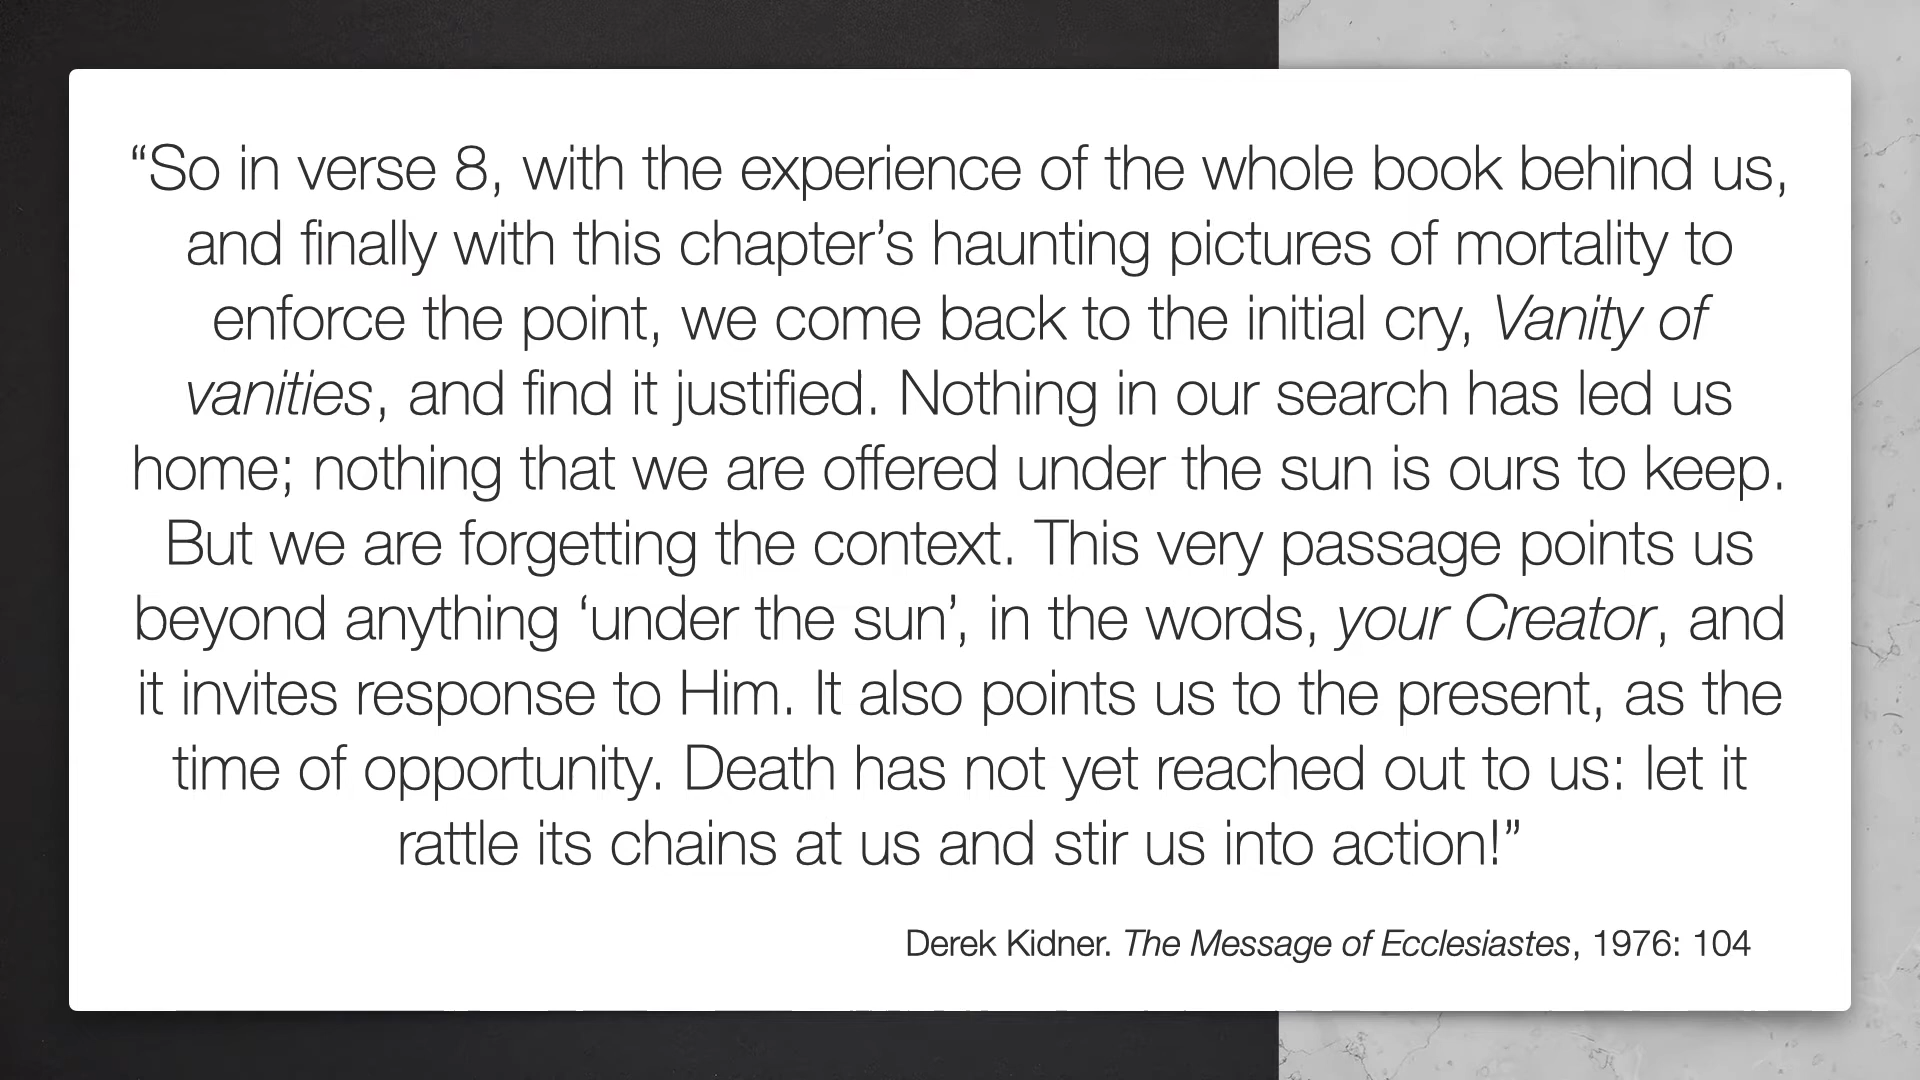 “So in verse 8, with the experience of the whole book behind us,
and finally with this chapter’s haunting pictures of mortality to
enforce the point, we come back to the initial cry, Vanity of
vanities, and find it justified. Nothing in our search has led us
home; nothing that we are offered under the sun is ours to keep.
But we are forgetting the context. This very passage points us
beyond anything ‘under the sun’, in the words, your Creator, and
it invites response to Him. It also points us to the present, as the
time of opportunity. Death has not yet reached out to us: let it
rattle its chains at us and stir us into action!”
Derek Kidner. The Message of Ecclesiastes, 1976: 104